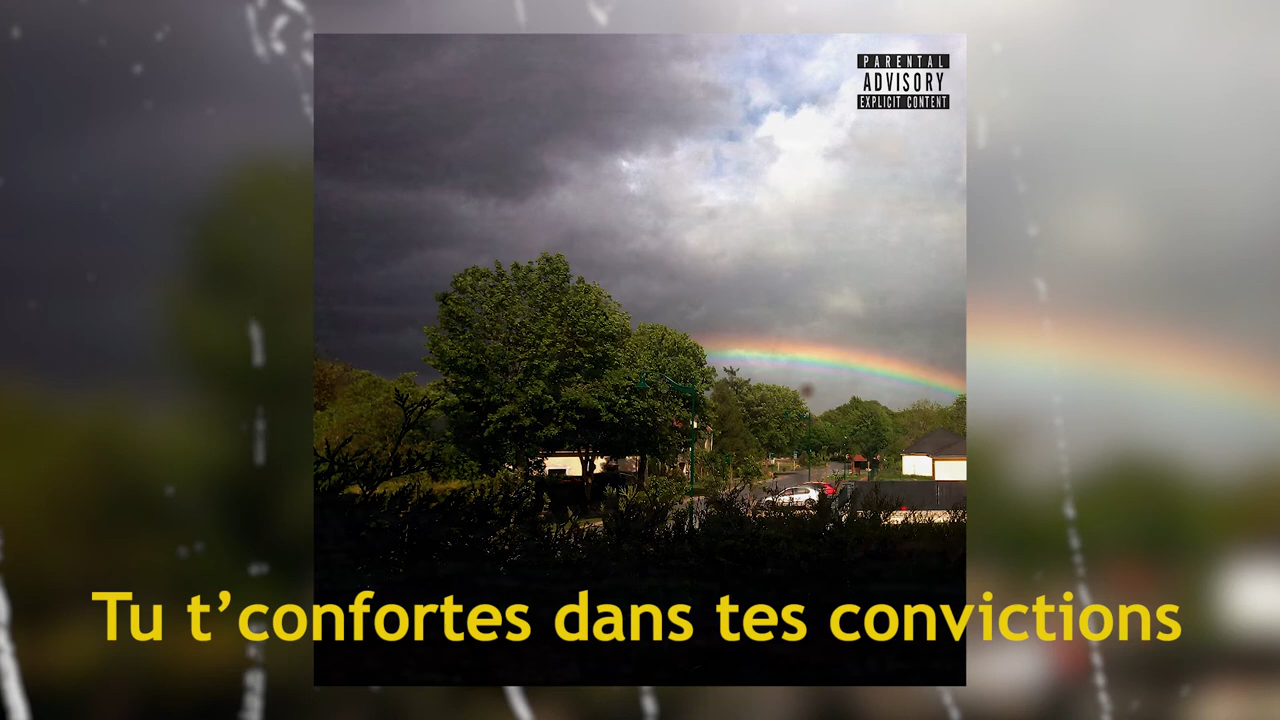 PARENTAL
ADVISORY
EXPLICIT CONTENT
Tu t’confortes dans tes convictions